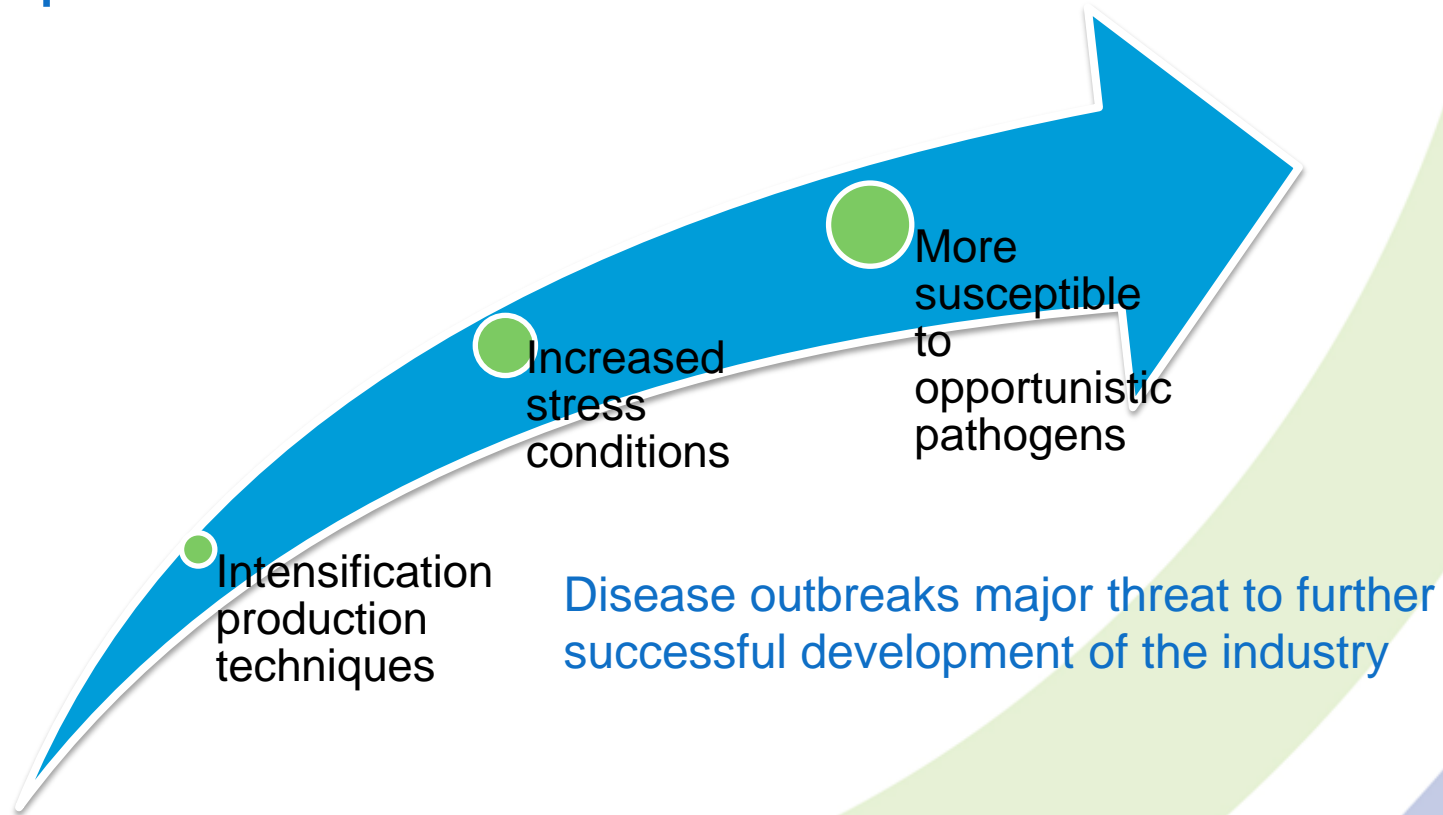 Intensification
production
techniques
Increased
stress
conditions
More
susceptible
to
opportunistic
pathogens
Disease outbreaks major threat to further
successful development of the industry